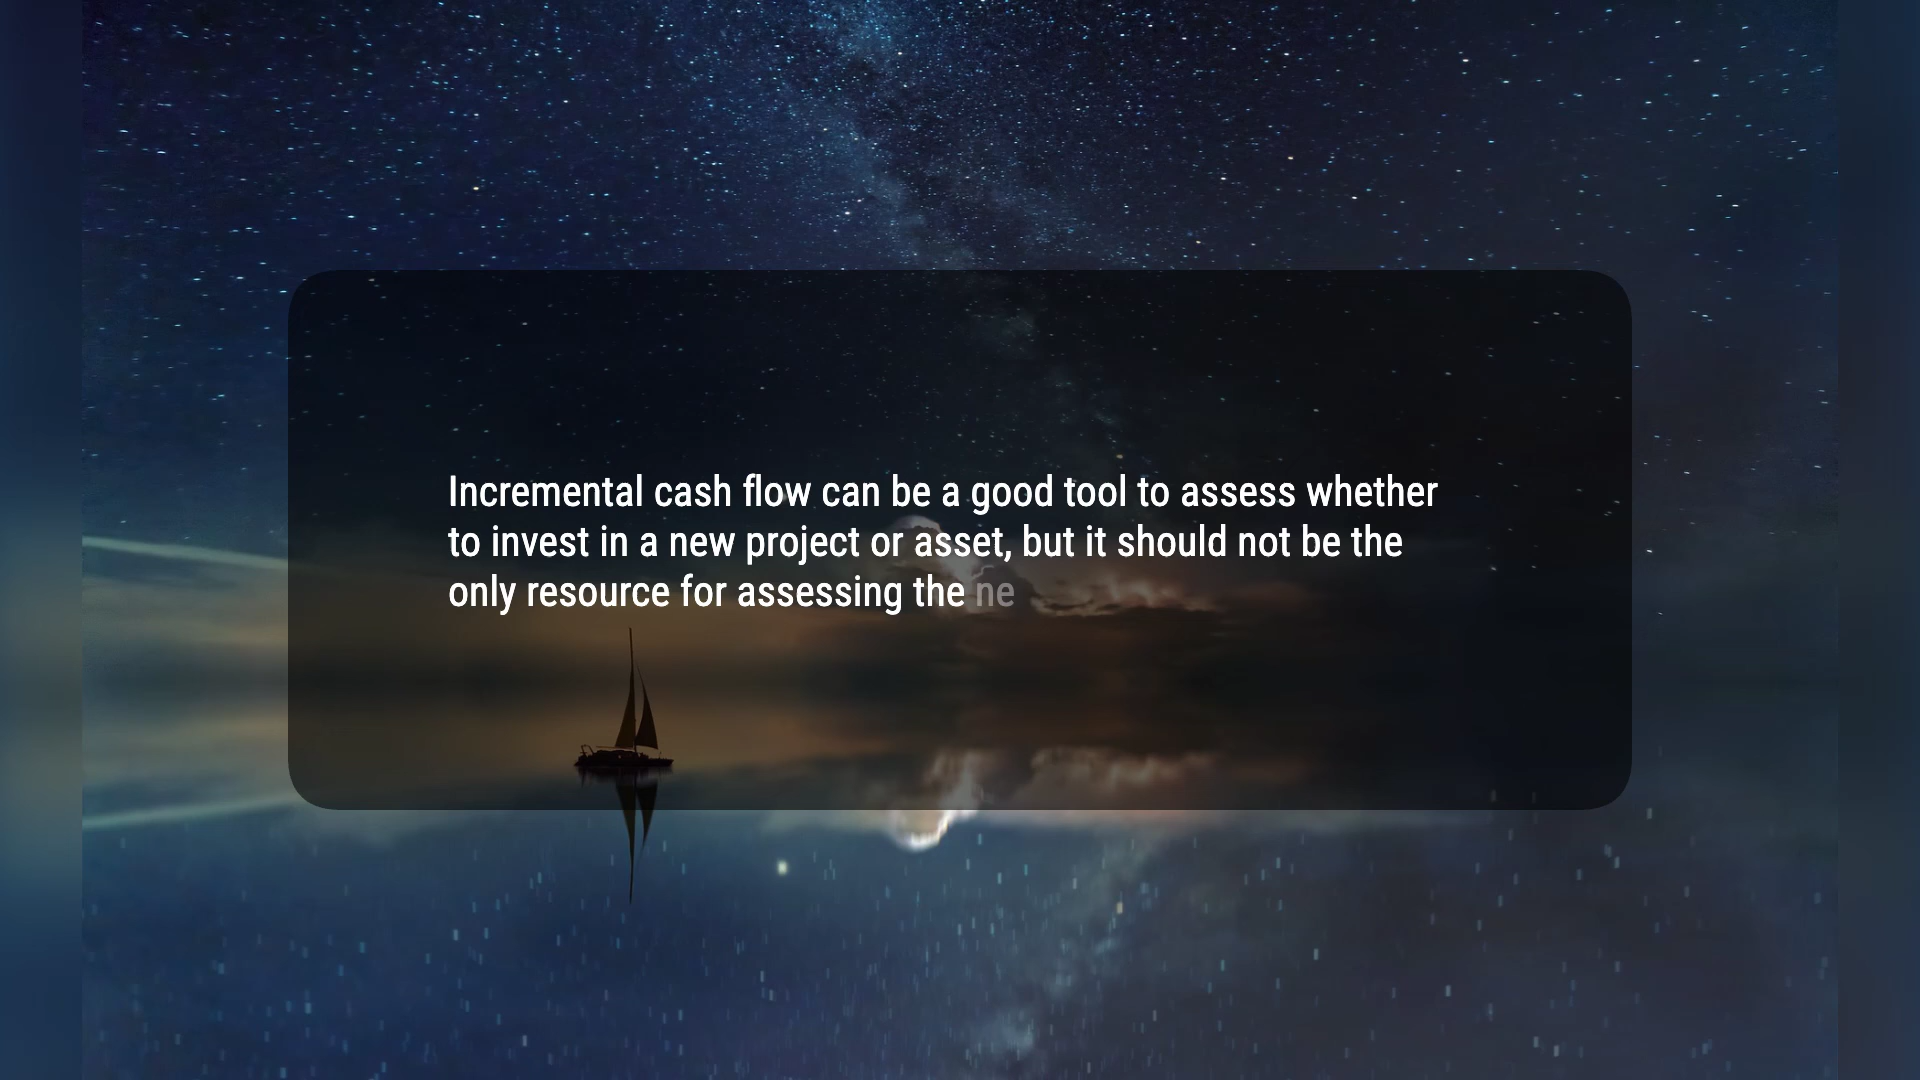 Incremental cash flow can be a good tool to assess whether
to invest in a new project or asset, but it should not be the
only resource for assessing the ne